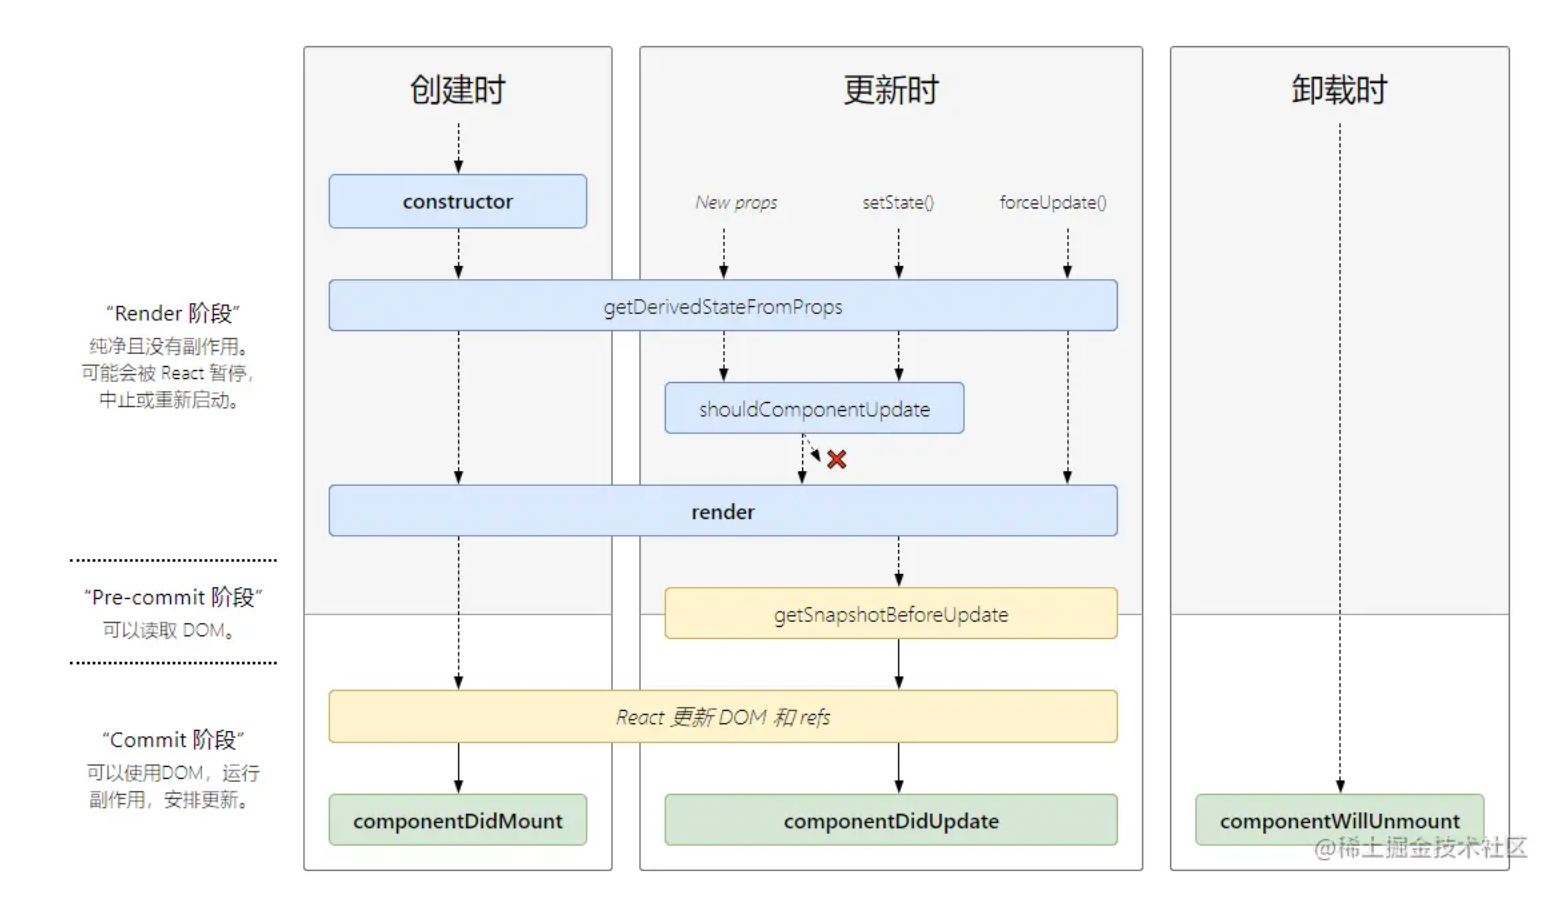 创建时
更新时
卸载时
constructor
New props
setState()
forceUpdate()
getDerivedStateFromProps
“Render 阶段”
纯净且没有副作用。
可能会被 React 暂停，
中止或重新启动。
shouldComponentUpdate
render
“Pre-commit 阶段”
可以读取 DOM。
getSnapshotBeforeUpdate
React 更新 DOM 和 refs
“Commit 阶段”
可以使用DOM，运行
副作用，安排更新。
componentDidMount
componentDidUpdate
componentWillUnmount
@稀土掘金技术社区